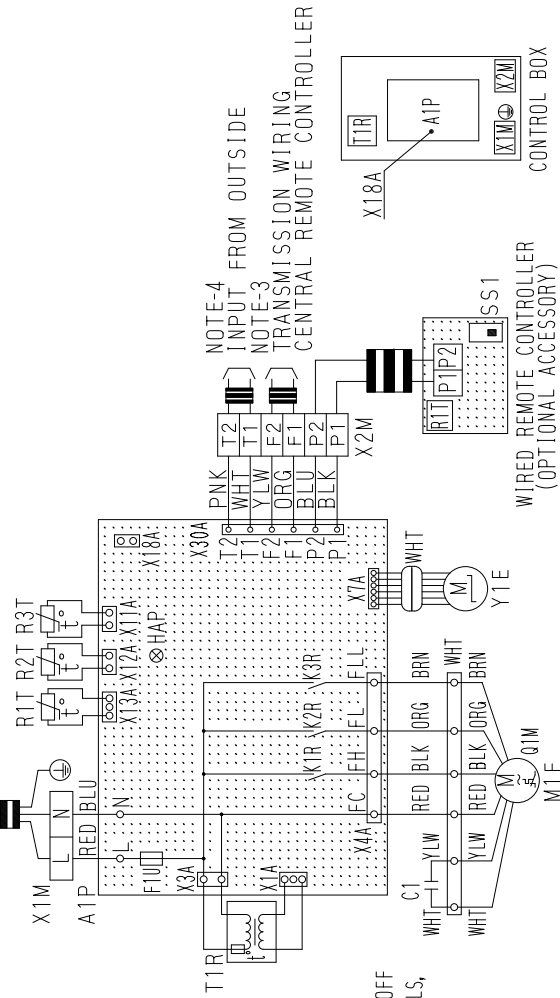 NOTE-4
INPUT FROM OUTSIDE
NOTE-3
TRANSMISSION WIRING
CENTRAL REMOTE CONTROLLER
T1R
A1P
X1M
X2M
CONTROL BOX
X18A
T2
T1
F2
F1
P2
P1
X2M
PNK
WHT
YLW
ORG
BLU
BLK
R1T
P1
P2
SS1
WIRED REMOTE CONTROLLER
(OPTIONAL ACCESSORY)
X30A
T2
T1
F2
F1
P2
P1
X18A
R1T
R2T
R3T
t°
t°
t°
X13A
X12A
X11A
HAP
X1M
L
N
RED
BLU
A1P
L
N
F1U
X3A
X1A
T1R
t°
K1R
K2R
K3R
X4A
FC
FH
FL
FLL
X7A
WHT
M
Y1E
RED
BLK
ORG
BRN
WHT
RED
BLK
ORG
BRN
C1
WHT
YLW
WHT
YLW
M
Q1M
M1F
OFF
LS,